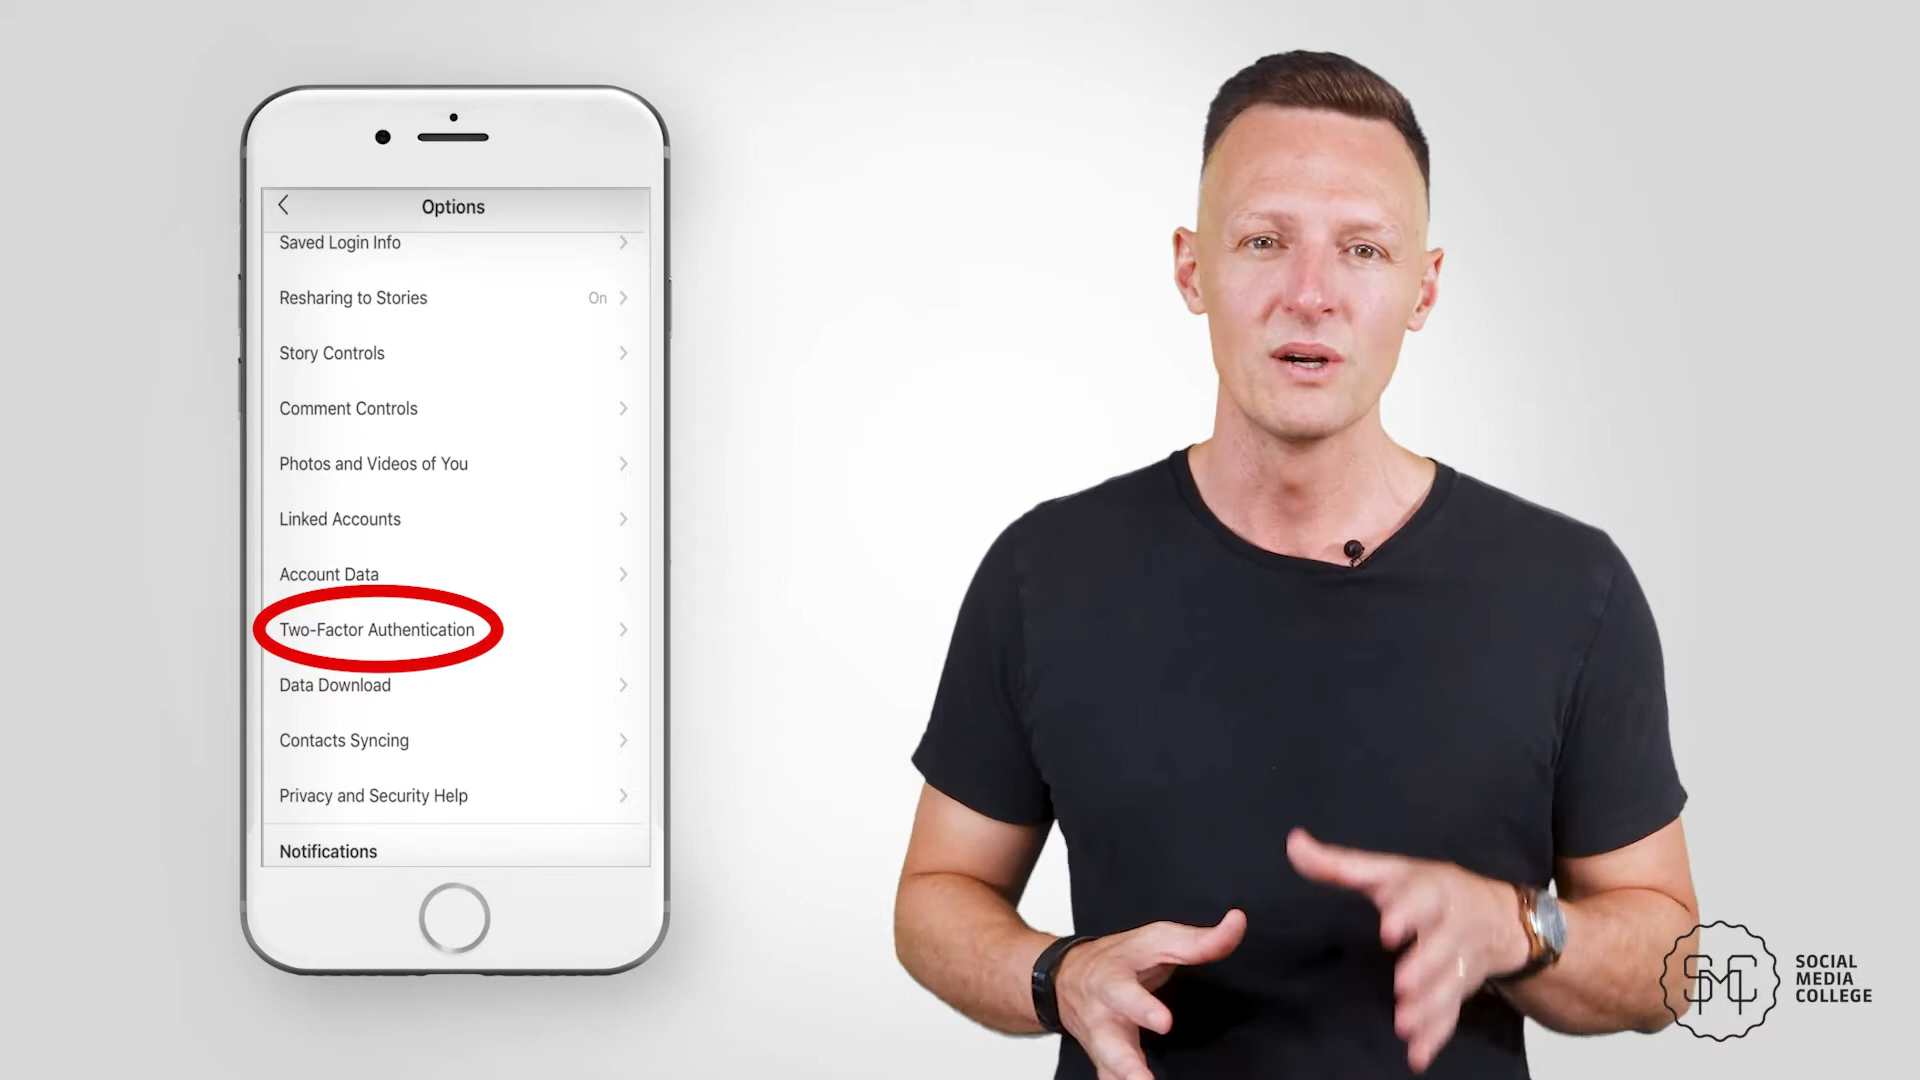 Options
Saved Login Info
Resharing to Stories On
Story Controls
Comment Controls
Photos and Videos of You
Linked Accounts
Account Data
Two-Factor Authentication
Data Download
Contacts Syncing
Privacy and Security Help
Notifications
SMC
SOCIAL
MEDIA
COLLEGE